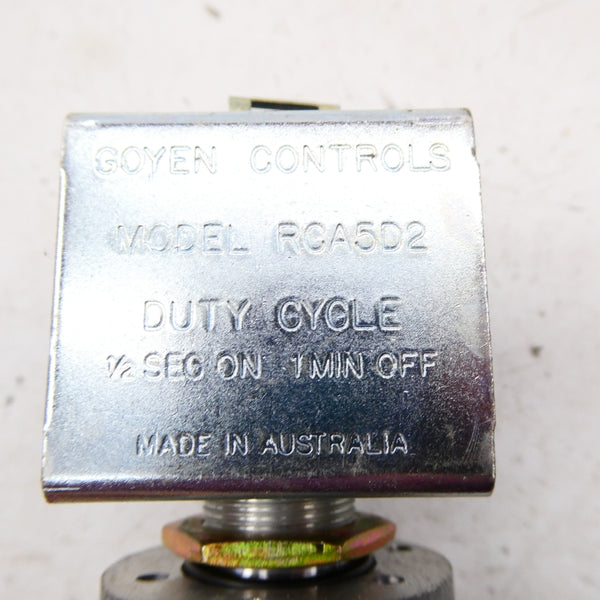 GOYEN CONTROLS
MODEL RCA5D2
DUTY CYCLE
½ SEC ON 1 MIN OFF
MADE IN AUSTRALIA